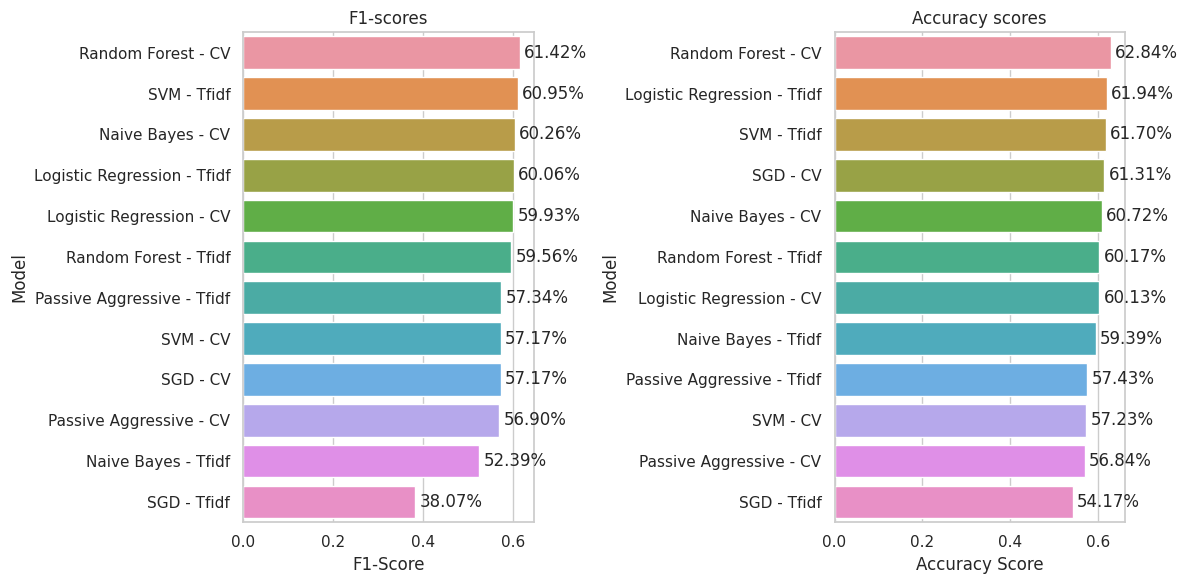 F1-scores
Model
Random Forest - CV 61.42%
SVM - Tfidf 60.95%
Naive Bayes - CV 60.26%
Logistic Regression - Tfidf 60.06%
Logistic Regression - CV 59.93%
Random Forest - Tfidf 59.56%
Passive Aggressive - Tfidf 57.34%
SVM - CV 57.17%
SGD - CV 57.17%
Passive Aggressive - CV 56.90%
Naive Bayes - Tfidf 52.39%
SGD - Tfidf 38.07%
0.0 0.2 0.4 0.6
F1-Score
Accuracy scores
Model
Random Forest - CV 62.84%
Logistic Regression - Tfidf 61.94%
SVM - Tfidf 61.70%
SGD - CV 61.31%
Naive Bayes - CV 60.72%
Random Forest - Tfidf 60.17%
Logistic Regression - CV 60.13%
Naive Bayes - Tfidf 59.39%
Passive Aggressive - Tfidf 57.43%
SVM - CV 57.23%
Passive Aggressive - CV 56.84%
SGD - Tfidf 54.17%
0.0 0.2 0.4 0.6
Accuracy Score